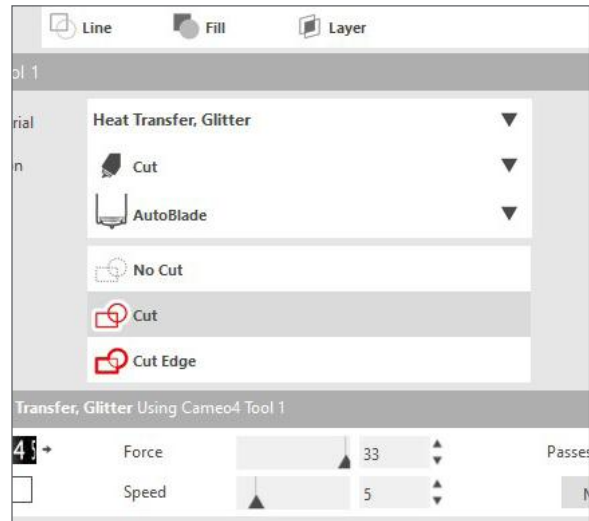 Line Fill Layer
ol 1
rial Heat Transfer, Glitter
n Cut
AutoBlade
No Cut
Cut
Cut Edge
Transfer, Glitter Using Cameo4 Tool 1
4 Force 33 Passes
Speed 5 N